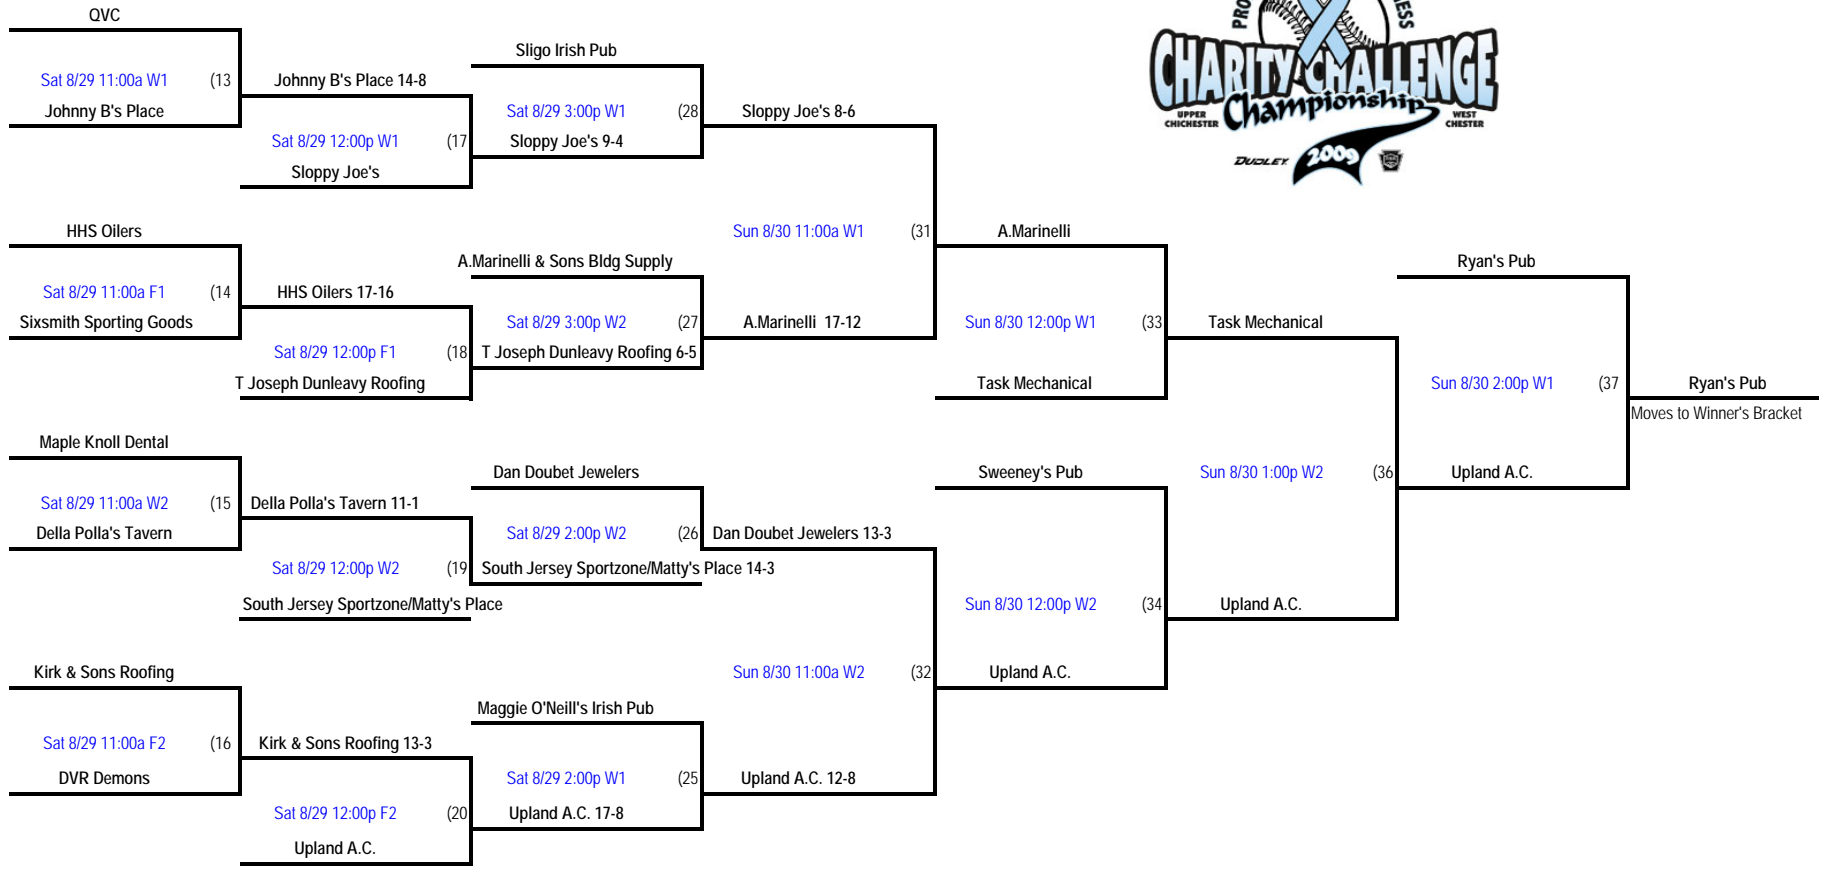 QVC
Sat 8/29 11:00a W1 (13
Johnny B's Place
Johnny B's Place 14-8
Sat 8/29 12:00p W1 (17
Sloppy Joe's
Sligo Irish Pub
Sat 8/29 3:00p W1 (28
Sloppy Joe's 9-4
Sloppy Joe's 8-6
HHS Oilers
Sat 8/29 11:00a F1 (14
Sixsmith Sporting Goods
HHS Oilers 17-16
Sat 8/29 12:00p F1 (18
T Joseph Dunleavy Roofing
A.Marinelli & Sons Bldg Supply
Sat 8/29 3:00p W2 (27
T Joseph Dunleavy Roofing 6-5
A.Marinelli 17-12
Sun 8/30 11:00a W1 (31
A.Marinelli
Sun 8/30 12:00p W1 (33
Task Mechanical
Task Mechanical
Maple Knoll Dental
Sat 8/29 11:00a W2 (15
Della Polla's Tavern
Della Polla's Tavern 11-1
Sat 8/29 12:00p W2 (19
South Jersey Sportzone/Matty's Place
Dan Doubet Jewelers
Sat 8/29 2:00p W2 (26
South Jersey Sportzone/Matty's Place 14-3
Dan Doubet Jewelers 13-3
Kirk & Sons Roofing
Sat 8/29 11:00a F2 (16
DVR Demons
Kirk & Sons Roofing 13-3
Sat 8/29 12:00p F2 (20
Upland A.C.
Maggie O'Neill's Irish Pub
Sat 8/29 2:00p W1 (25
Upland A.C. 17-8
Upland A.C. 12-8
Sun 8/30 11:00a W2 (32
Sweeney's Pub
Sun 8/30 12:00p W2 (34
Upland A.C.
Upland A.C.
Sun 8/30 1:00p W2 (36
Ryan's Pub
Sun 8/30 2:00p W1 (37
Upland A.C.
Ryan's Pub
Moves to Winner's Bracket
CHARITY CHALLENGE
Championship
UPPER CHICHESTER
WEST CHESTER
DUDLEY
2009